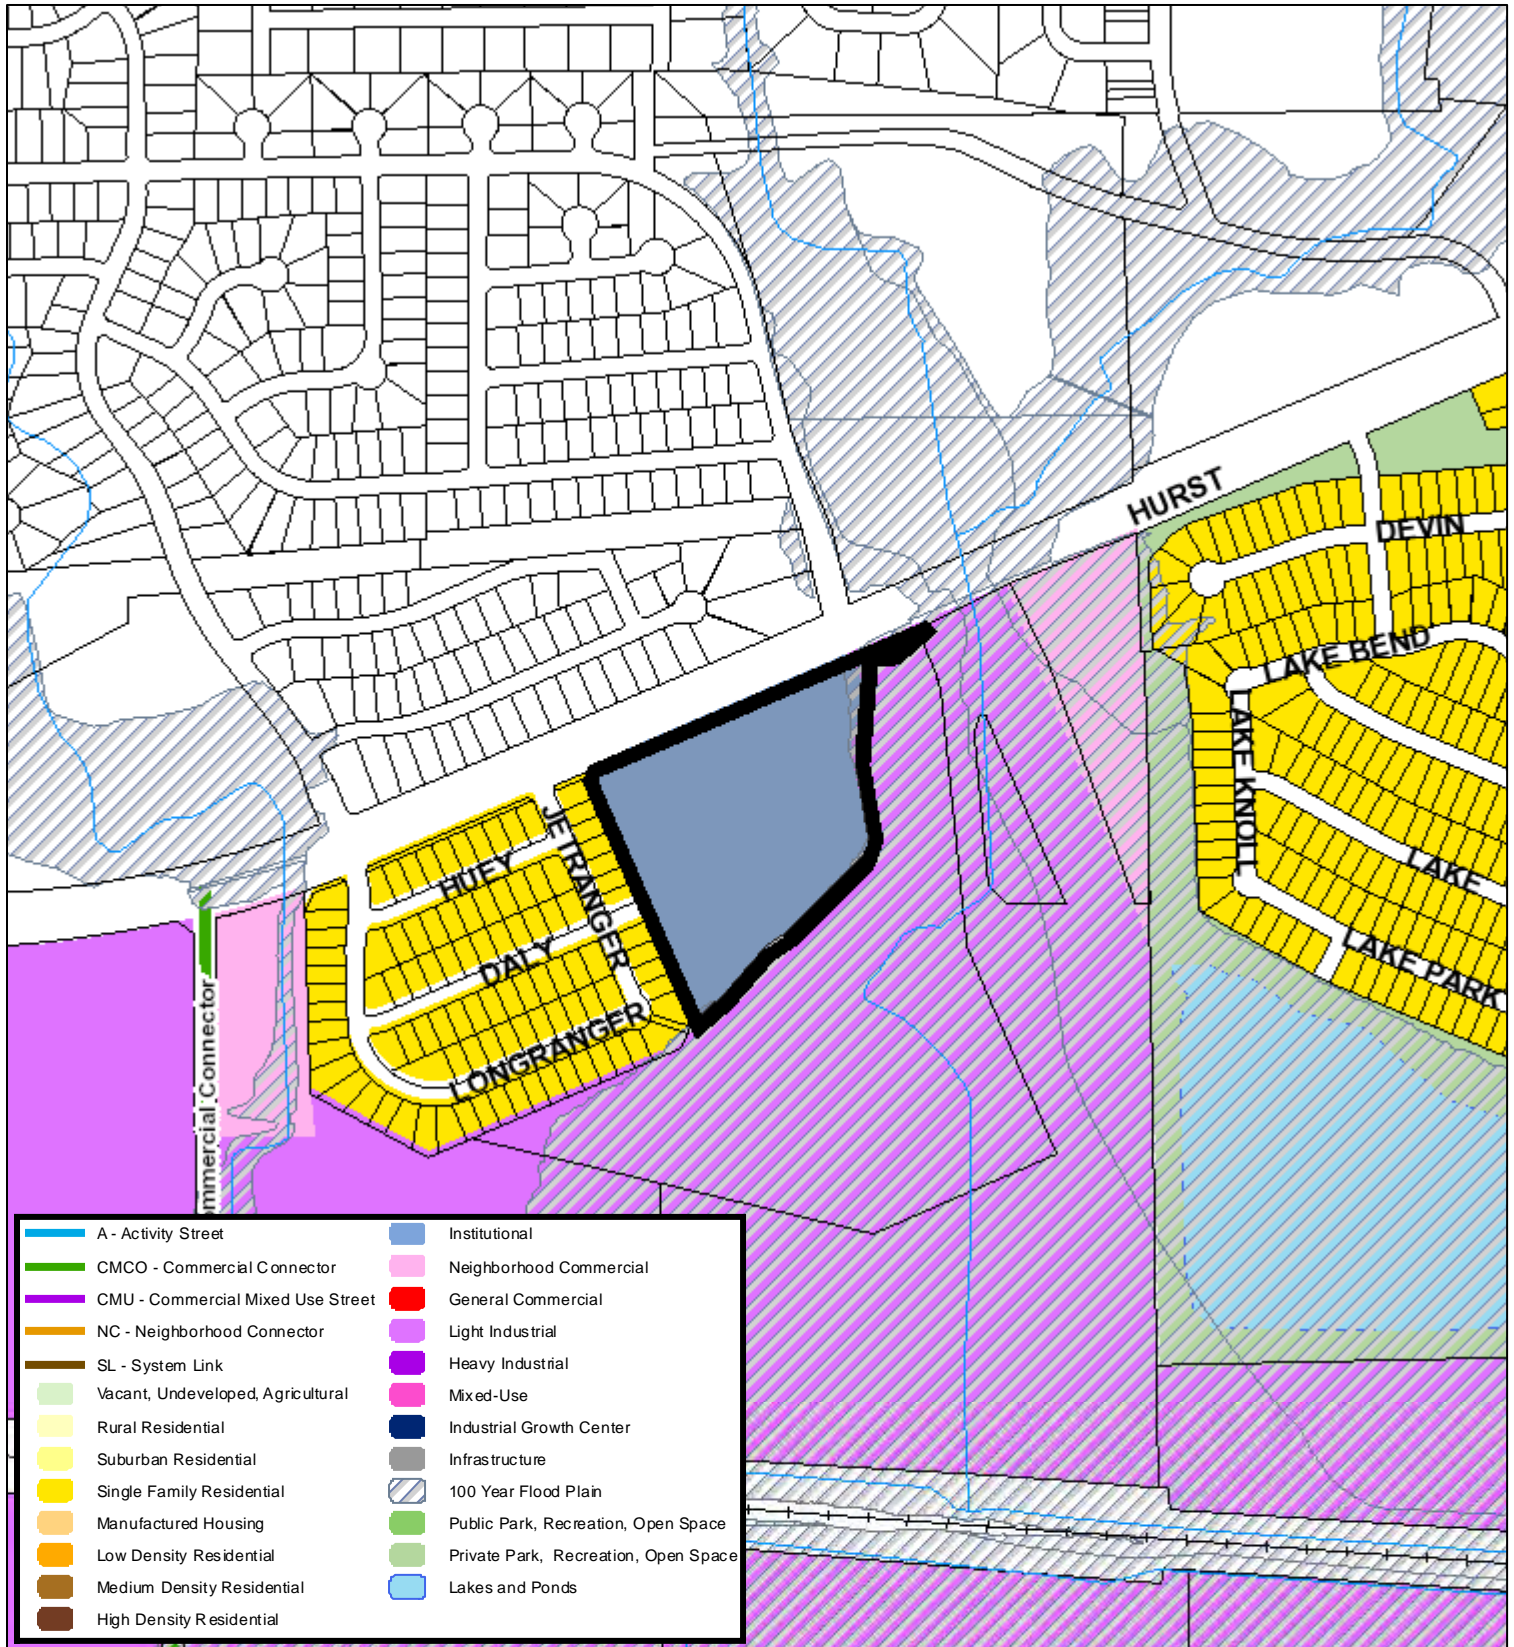 HURST
DEVIN
LAKE BEND
LAKE KNOLL
JETRANGER
HUEY
LAKE
DALY
LAKE PARK
LONGRANGER
ommercial Connector
A - Activity Street
CMCO - Commercial Connector
CMU - Commercial Mixed Use Street
NC - Neighborhood Connector
SL - System Link
Vacant, Undeveloped, Agricultural
Rural Residential
Suburban Residential
Single Family Residential
Manufactured Housing
Low Density Residential
Medium Density Residential
High Density Residential
Institutional
Neighborhood Commercial
General Commercial
Light Industrial
Heavy Industrial
Mixed-Use
Industrial Growth Center
Infrastructure
100 Year Flood Plain
Public Park, Recreation, Open Space
Private Park, Recreation, Open Space
Lakes and Ponds